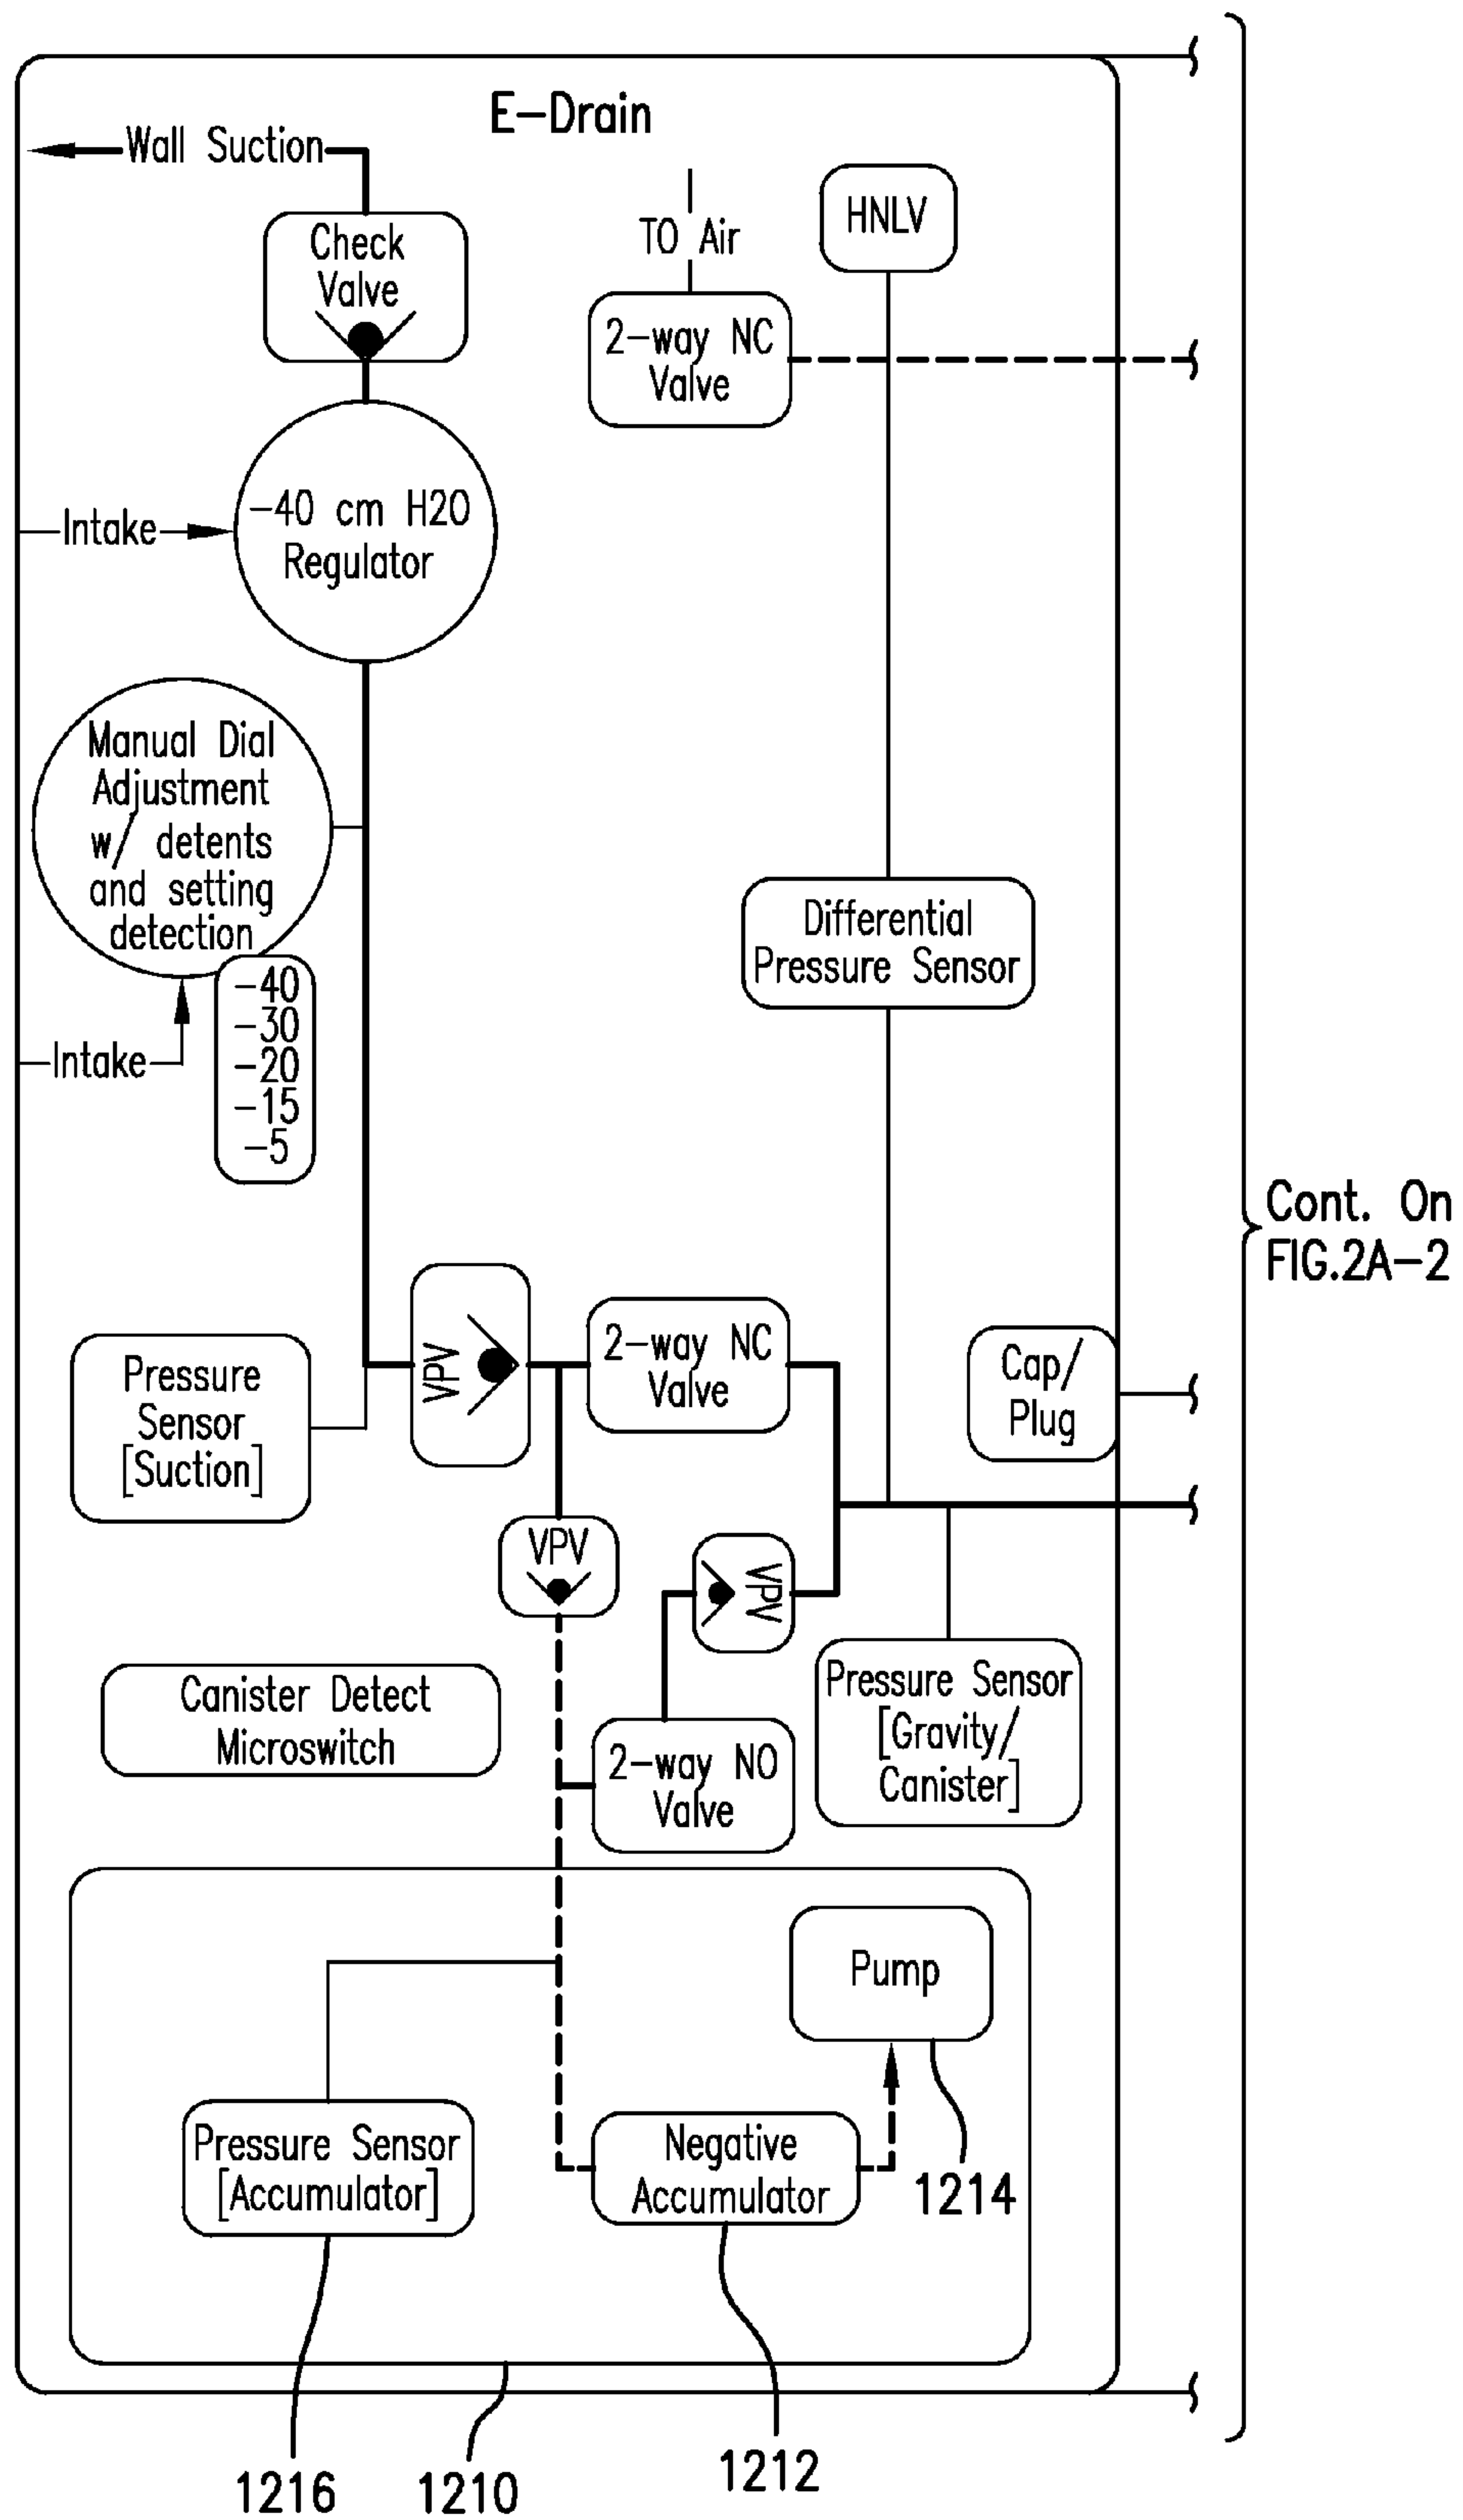 E-Drain
Wall Suction
Check
Valve
TO Air
HNLV
2-way NC
Valve
-40 cm H2O
Regulator
Intake
Manual Dial
Adjustment
w/ detents
and setting
detection
-40
-30
-20
-15
-5
Intake
Differential
Pressure Sensor
Cont. On
FIG.2A-2
Pressure
Sensor
[Suction]
VPV
2-way NC
Valve
Cap/
Plug
VPV
VPV
Canister Detect
Microswitch
2-way NO
Valve
Pressure Sensor
[Gravity/
Canister]
Pump
Pressure Sensor
[Accumulator]
Negative
Accumulator
1214
1216
1210
1212